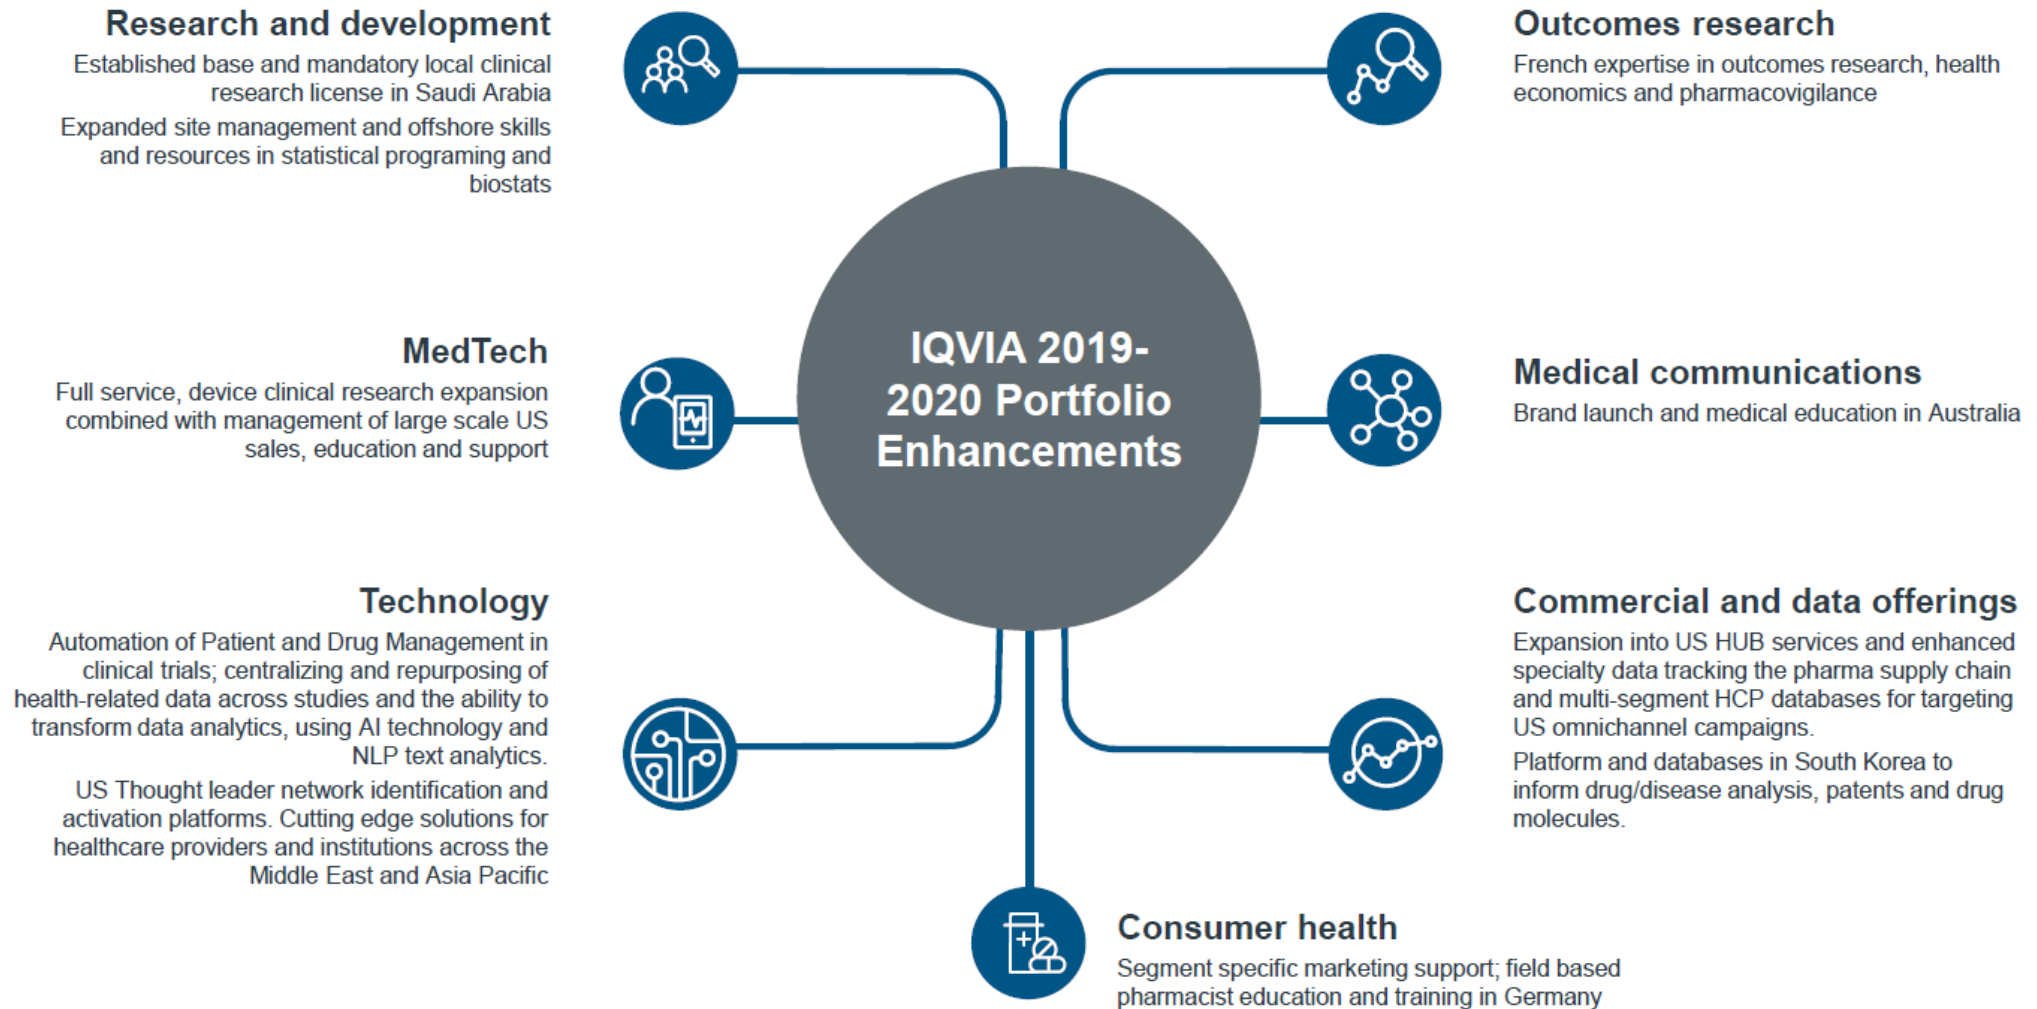 Research and development
Established base and mandatory local clinical
research license in Saudi Arabia
Expanded site management and offshore skills
and resources in statistical programing and
biostats
MedTech
Full service, device clinical research expansion
combined with management of large scale US
sales, education and support
Technology
Automation of Patient and Drug Management in
clinical trials; centralizing and repurposing of
health-related data across studies and the ability to
transform data analytics, using AI technology and
NLP text analytics.
US Thought leader network identification and
activation platforms. Cutting edge solutions for
healthcare providers and institutions across the
Middle East and Asia Pacific
IQVIA 2019-
2020 Portfolio
Enhancements
Outcomes research
French expertise in outcomes research, health
economics and pharmacovigilance
Medical communications
Brand launch and medical education in Australia
Commercial and data offerings
Expansion into US HUB services and enhanced
specialty data tracking the pharma supply chain
and multi-segment HCP databases for targeting
US omnichannel campaigns.
Platform and databases in South Korea to
inform drug/disease analysis, patents and drug
molecules.
Consumer health
Segment specific marketing support; field based
pharmacist education and training in Germany